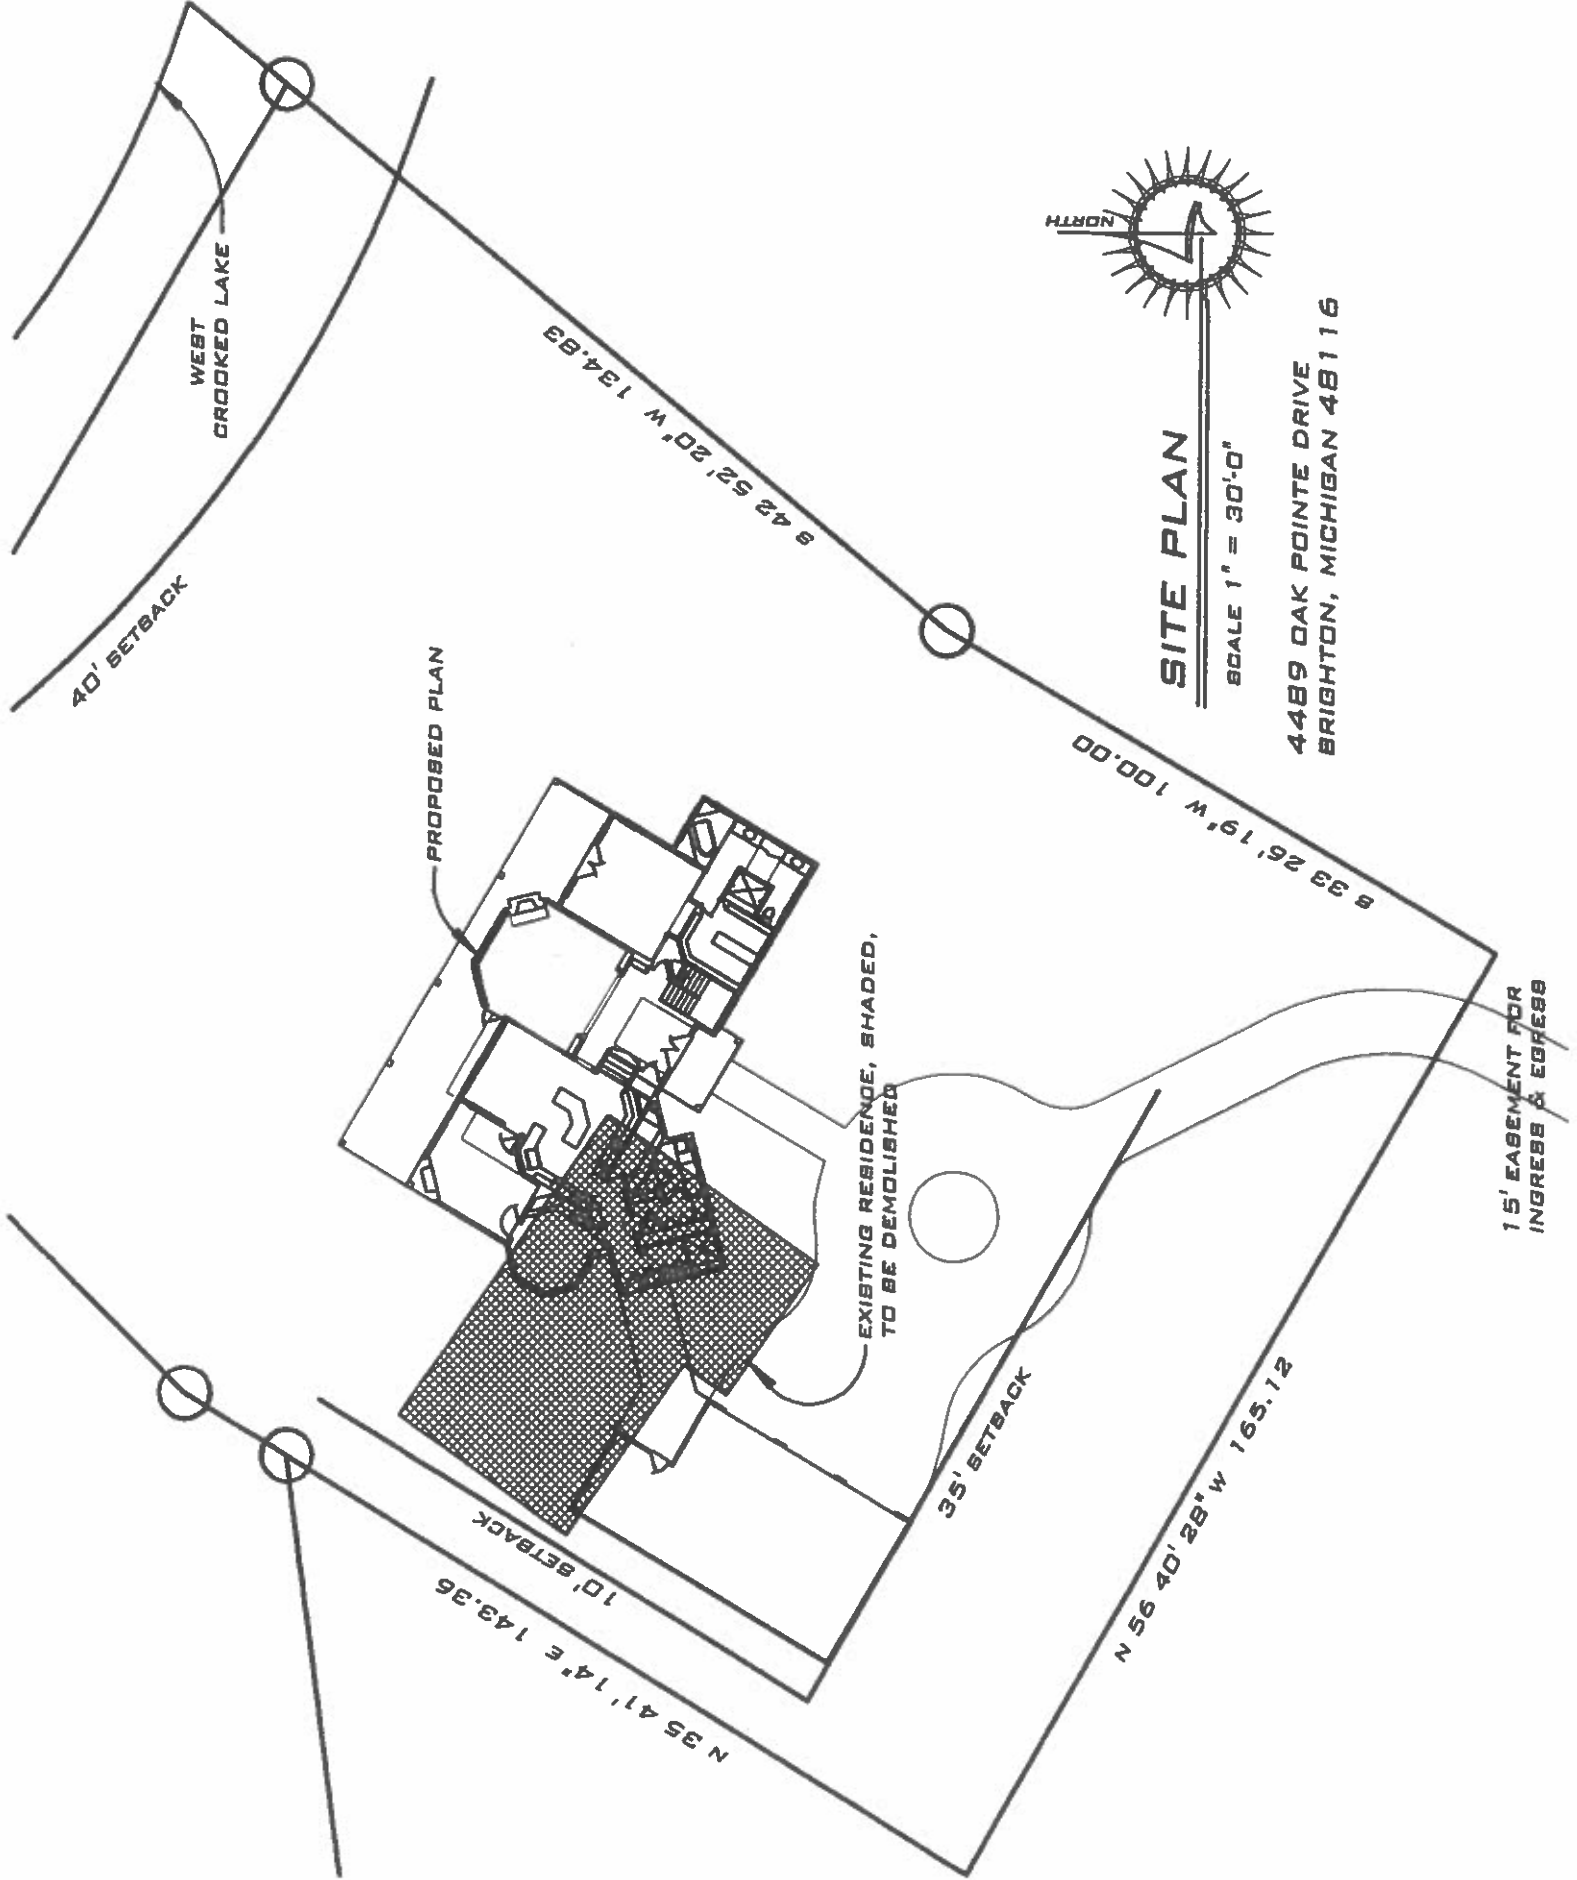 WEST
CROOKED LAKE
40' SETBACK
PROPOSED PLAN
S 42 52' 20" W 134.83
NORTH
SITE PLAN
SCALE 1" = 30'-0"
4489 OAK POINTE DRIVE
BRIGHTON, MICHIGAN 48116
S 33 26' 19" W 100.00
EXISTING RESIDENCE, SHADED,
TO BE DEMOLISHED
15' EASEMENT FOR
INGRESS & EGRESS
35' SETBACK
10' SETBACK
N 35 41' 14" E 143.36
N 56 40' 28" W 165.12